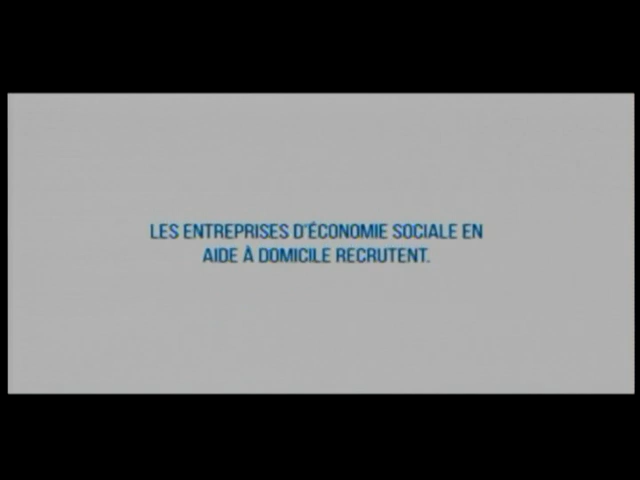 LES ENTREPRISES D'ÉCONOMIE SOCIALE EN
AIDE À DOMICILE RECRUTENT.